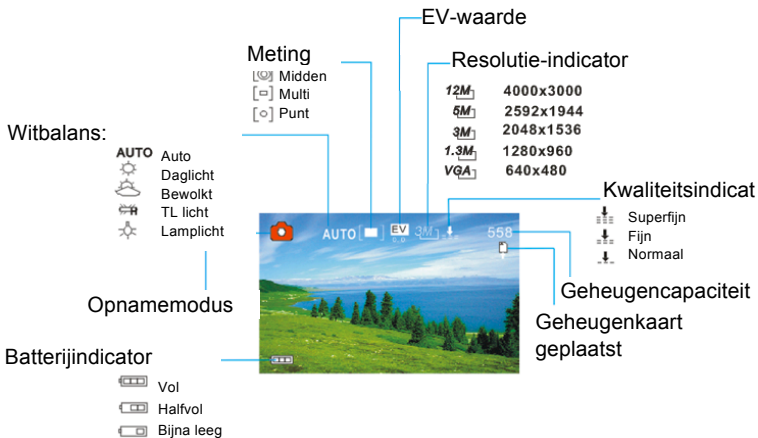 EV-waarde
Meting
Midden
Multi
Punt
Resolutie-indicator
12M 4000x3000
5M 2592x1944
3M 2048x1536
1.3M 1280x960
VGA 640x480
Witbalans:
AUTO Auto
Daglicht
Bewolkt
TL licht
Lamplicht
Kwaliteitsindicat
Superfijn
Fijn
Normaal
AUTO EV 3M 558
0.0
Opnamemodus
Geheugencapaciteit
Geheugenkaart
geplaatst
Batterijindicator
Vol
Halfvol
Bijna leeg